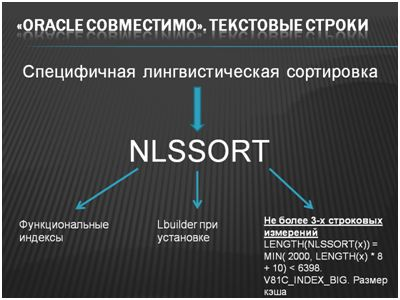 «ORACLE СОВМЕСТИМО». ТЕКСТОВЫЕ СТРОКИ
Специфичная лингвистическая сортировка
NLSSORT
Функциональные
индексы
Lbuilder при
установке
Не более 3-х строковых
измерений
LENGTH(NLSSORT(x)) =
MIN( 2000, LENGTH(x) * 8
+ 10) < 6398.
V81C_INDEX_BIG. Размер
кэша